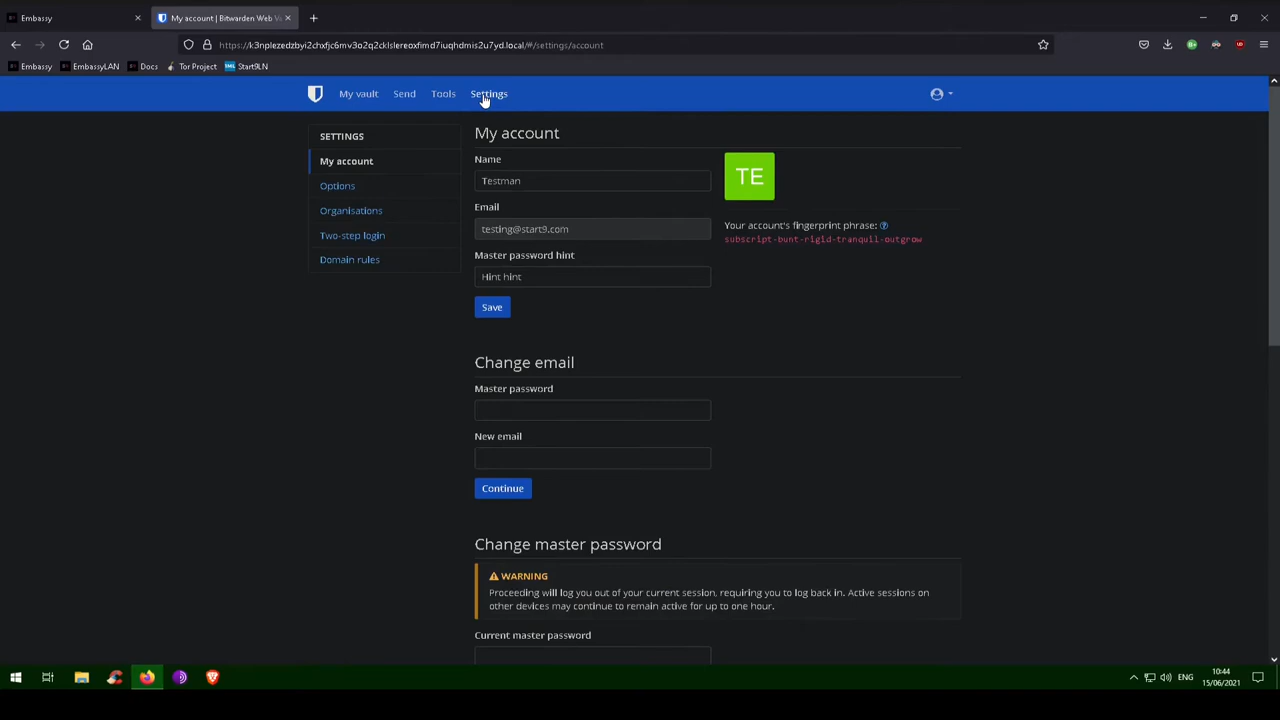 Embassy
My account | Bitwarden Web V
https://k3nplezedzbyi2chxfjc6mv3o2q2cklslereoxfimd7iuqhdmis2u7yd.local/#/settings/account
Embassy
EmbassyLAN
Docs
Tor Project
Start9LN
My vault
Send
Tools
Settings
SETTINGS
My account
Options
Organisations
Two-step login
Domain rules
My account
Name
Testman
TE
Email
testing@start9.com
Your account's fingerprint phrase:
subscript-bunt-rigid-tranquil-outgrow
Master password hint
Hint hint
Save
Change email
Master password
New email
Continue
Change master password
WARNING
Proceeding will log you out of your current session, requiring you to log back in. Active sessions on
other devices may continue to remain active for up to one hour.
Current master password
ENG
10:44
15/06/2021